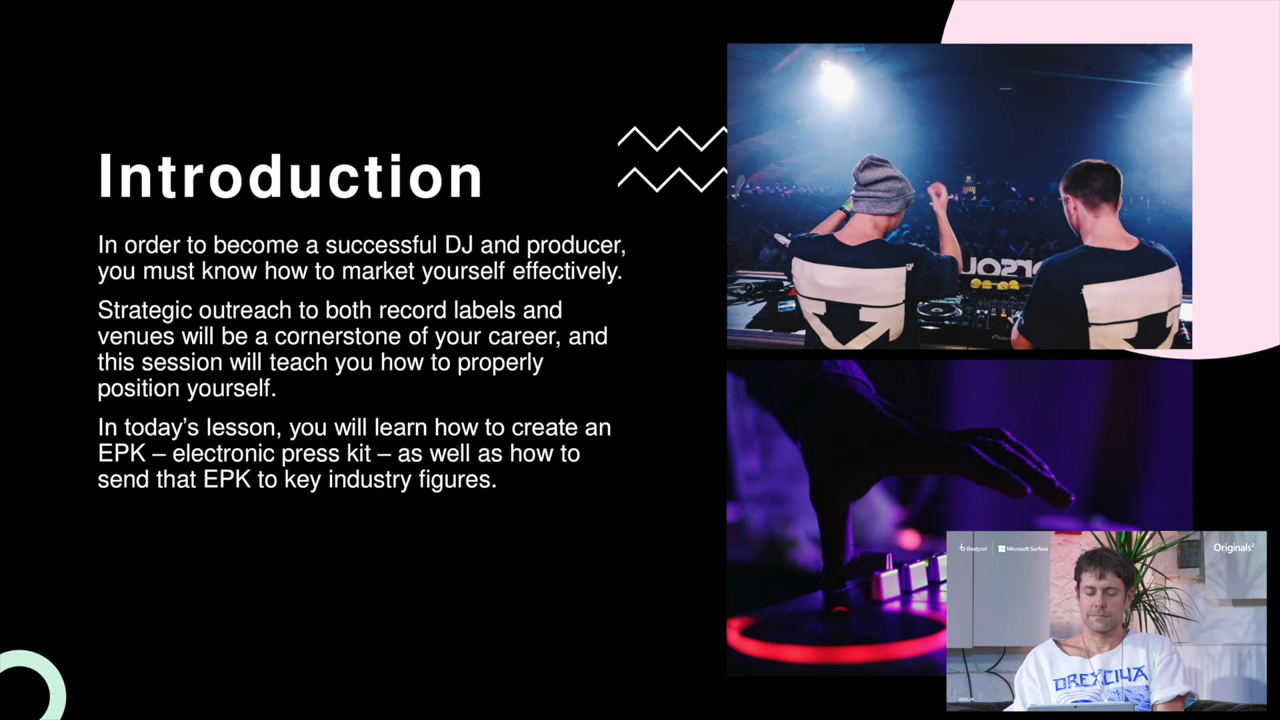 Introduction
In order to become a successful DJ and producer,
you must know how to market yourself effectively.
Strategic outreach to both record labels and
venues will be a cornerstone of your career, and
this session will teach you how to properly
position yourself.
In today’s lesson, you will learn how to create an
EPK – electronic press kit – as well as how to
send that EPK to key industry figures.
Beatport | Microsoft Surface
Originals²
DREXCIYA
BERLIN